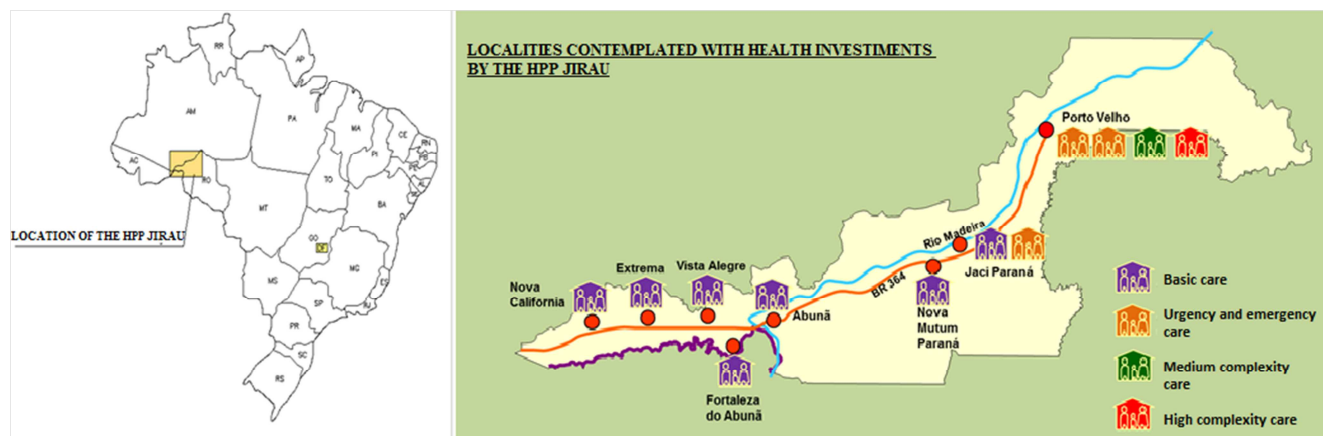 RR
AP
AM
PA
MA
CE
RN
PB
PE
AL
PI
AC
RO
TO
BA
MT
LOCATION OF THE HPP JIRAU
GO
DF
MG
ES
MS
SP
RJ
PR
SC
RS
LOCALITIES CONTEMPLATED WITH HEALTH INVESTIMENTS
BY THE HPP JIRAU
Porto Velho
Rio Madeira
Jaci Paraná
BR 364
Nova
Mutum
Paraná
Vista Alegre
Extrema
Nova
California
Abunã
Fortaleza
do Abunã
Basic care
Urgency and emergency
care
Medium complexity
care
High complexity care